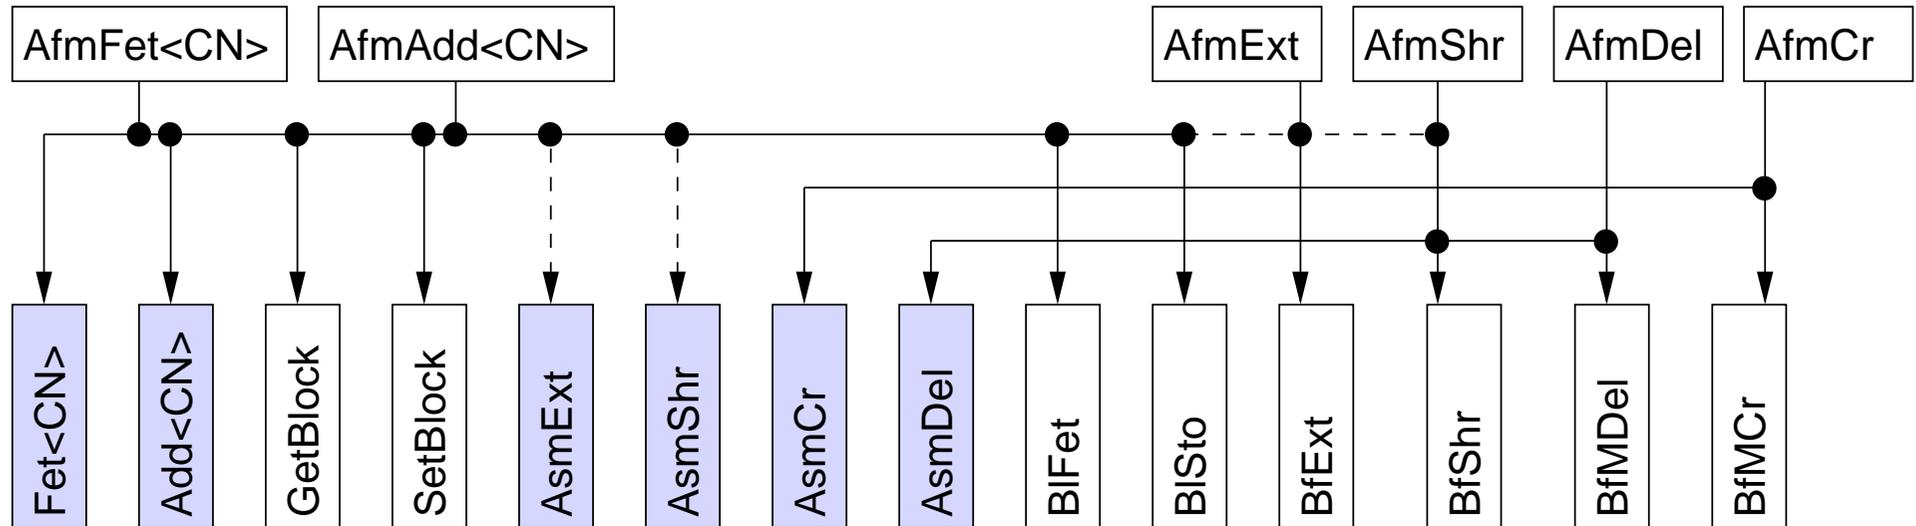 AfmFet<CN>
AfmAdd<CN>
AfmExt
AfmShr
AfmDel
AfmCr
Fet<CN>
Add<CN>
GetBlock
SetBlock
AsmExt
AsmShr
AsmCr
AsmDel
BlFet
BlSto
BfExt
BfShr
BfMDel
BfMCr